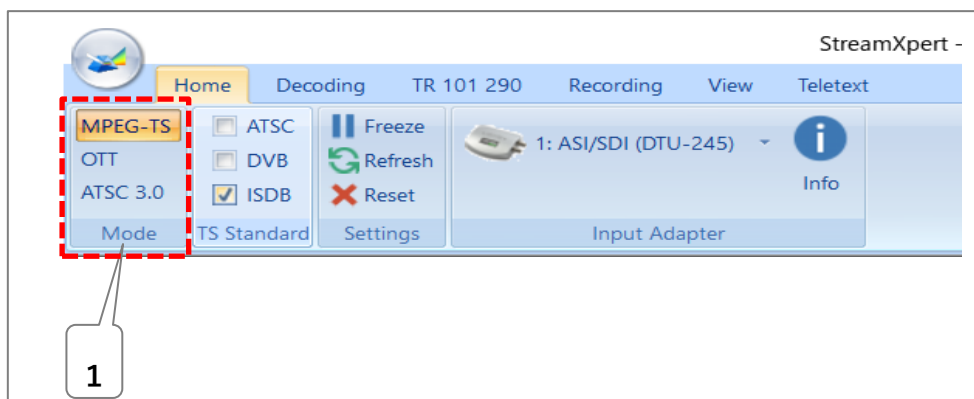 StreamXpert -
Home Decoding TR 101 290 Recording View Teletext
MPEG-TS ATSC Freeze
OTT DVB Refresh 1: ASI/SDI (DTU-245)
ATSC 3.0 ISDB Reset Info
Mode TS Standard Settings Input Adapter
1